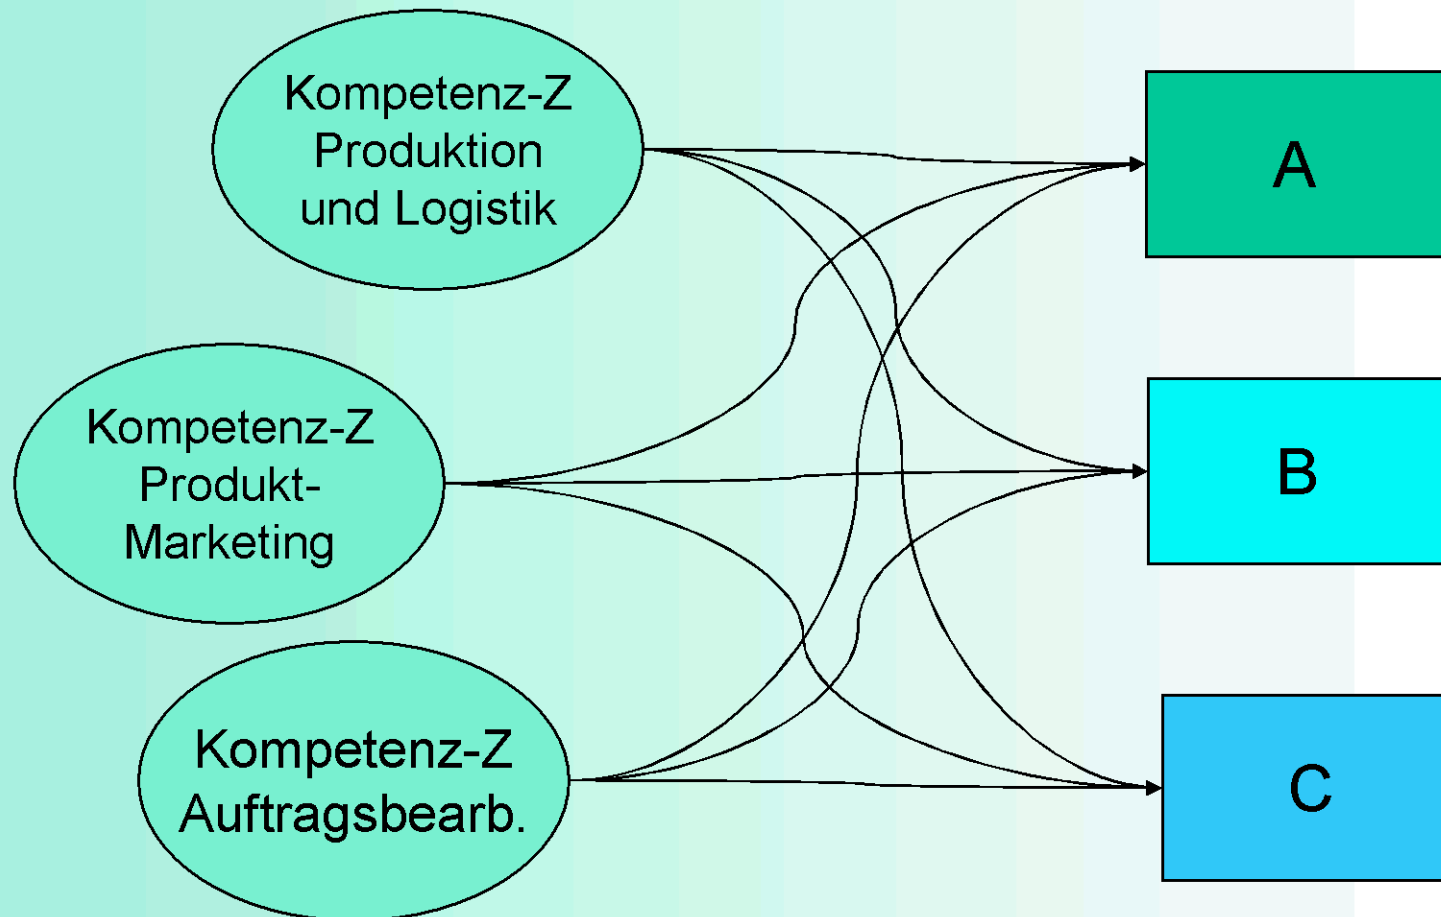 Kompetenz-Z
Produktion
und Logistik
A
Kompetenz-Z
Produkt-
Marketing
B
Kompetenz-Z
Auftragsbearb.
C